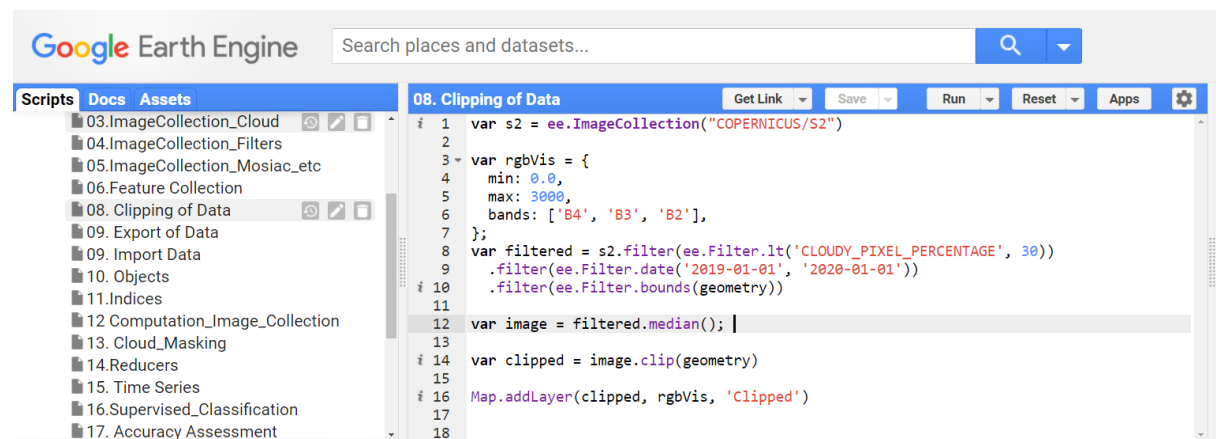 Google Earth Engine
Search places and datasets...
Scripts Docs Assets
03.ImageCollection_Cloud
04.ImageCollection_Filters
05.ImageCollection_Mosiac_etc
06.Feature Collection
08. Clipping of Data
09. Export of Data
09. Import Data
10. Objects
11.Indices
12 Computation_Image_Collection
13. Cloud_Masking
14.Reducers
15. Time Series
16.Supervised_Classification
17. Accuracy Assessment
08. Clipping of Data Get Link Save Run Reset Apps
i 1 var s2 = ee.ImageCollection("COPERNICUS/S2")
2
3 var rgbVis = {
4 min: 0.0,
5 max: 3000,
6 bands: ['B4', 'B3', 'B2'],
7 };
8 var filtered = s2.filter(ee.Filter.lt('CLOUDY_PIXEL_PERCENTAGE', 30))
9 .filter(ee.Filter.date('2019-01-01', '2020-01-01'))
i 10 .filter(ee.Filter.bounds(geometry))
11
12 var image = filtered.median();
13
i 14 var clipped = image.clip(geometry)
15
i 16 Map.addLayer(clipped, rgbVis, 'Clipped')
17
18